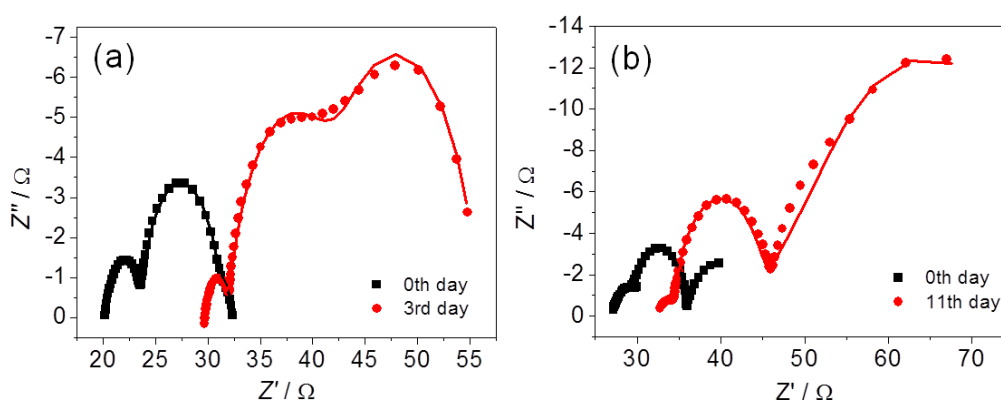 (a)
-7
-6
-5
-4
-3
-2
-1
0
Z'' / Ω
20 25 30 35 40 45 50 55
Z' / Ω
0th day
3rd day
(b)
-14
-12
-10
-8
-6
-4
-2
0
Z'' / Ω
30 40 50 60 70
Z' / Ω
0th day
11th day